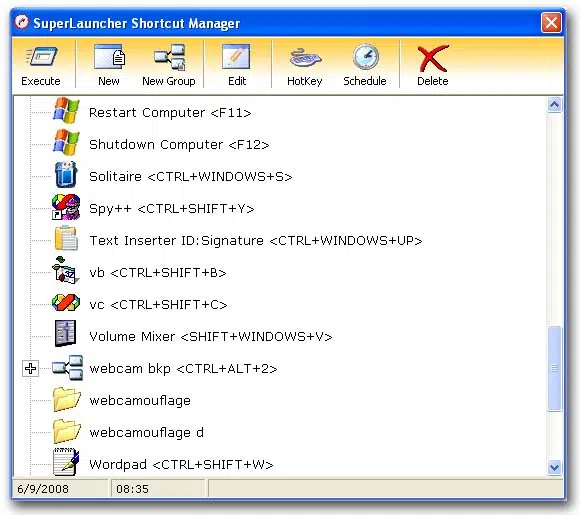 SuperLauncher Shortcut Manager
Execute New New Group Edit HotKey Schedule Delete
Restart Computer <F11>
Shutdown Computer <F12>
Solitaire <CTRL+WINDOWS+S>
Spy++ <CTRL+SHIFT+Y>
Text Inserter ID:Signature <CTRL+WINDOWS+UP>
vb <CTRL+SHIFT+B>
vc <CTRL+SHIFT+C>
Volume Mixer <SHIFT+WINDOWS+V>
webcam bkp <CTRL+ALT+2>
webcamouflage
webcamouflage d
Wordpad <CTRL+SHIFT+W>
6/9/2008 08:35